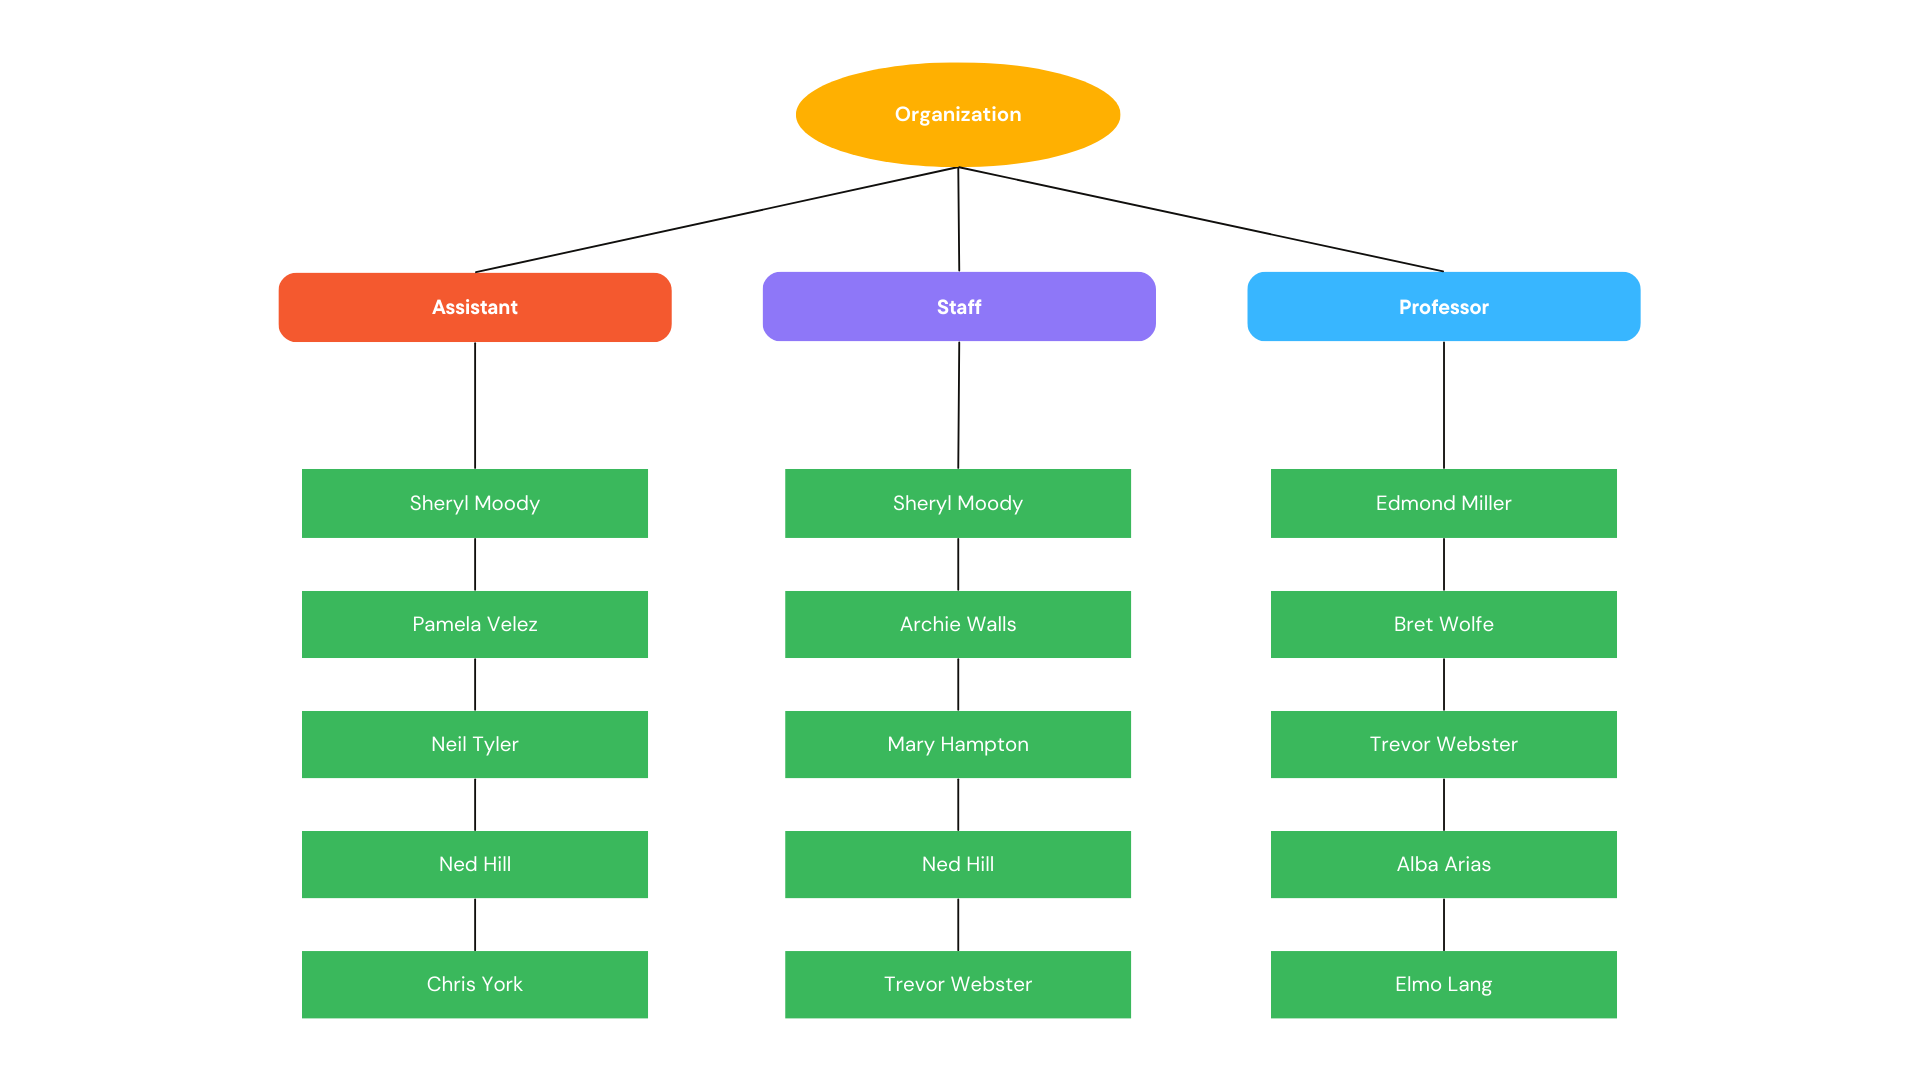 Organization
Assistant
Staff
Professor
Sheryl Moody
Sheryl Moody
Edmond Miller
Pamela Velez
Archie Walls
Bret Wolfe
Neil Tyler
Mary Hampton
Trevor Webster
Ned Hill
Ned Hill
Alba Arias
Chris York
Trevor Webster
Elmo Lang